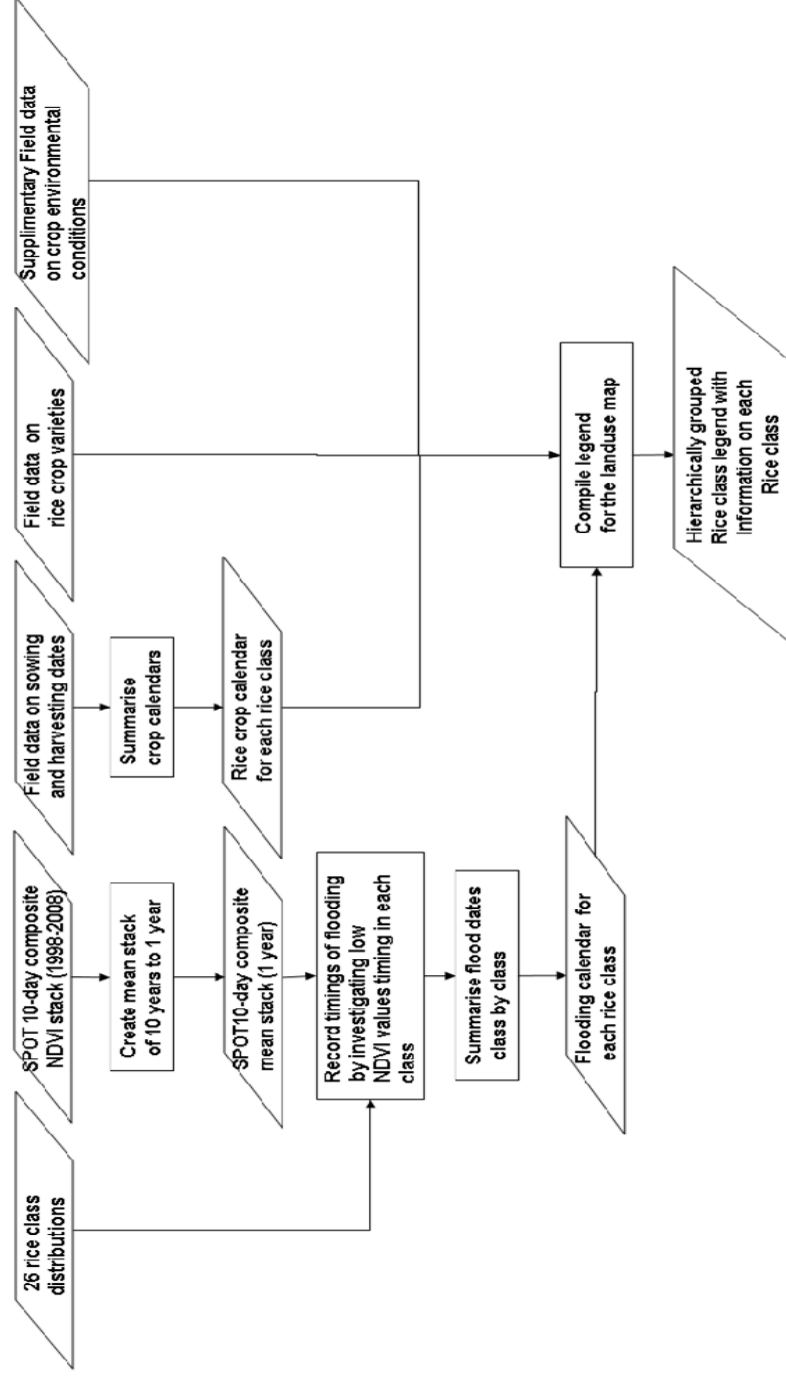 26 rice class
distributions
SPOT 10-day composite
NDVI stack (1998-2008)
Field data on sowing
and harvesting dates
Field data on
rice crop varieties
Supplimentary Field data
on crop environmental
conditions
Create mean stack
of 10 years to 1 year
Summarise
crop calendars
SPOT10-day composite
mean stack (1 year)
Rice crop calendar
for each rice class
Record timings of flooding
by investigating low
NDVI values timing in each
class
Summarise flood dates
class by class
Flooding calendar for
each rice class
Compile legend
for the landuse map
Hierarchically grouped
Rice class legend with
Information on each
Rice class